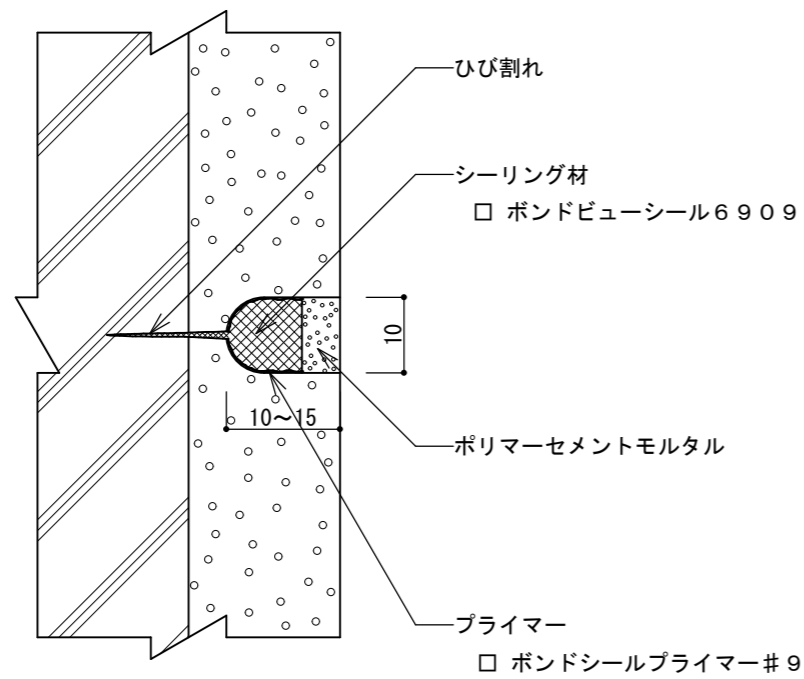 ひび割れ
シーリング材
□ ボンドビューシール６９０９
10
10～15
ポリマーセメントモルタル
プライマー
□ ボンドシールプライマー＃９